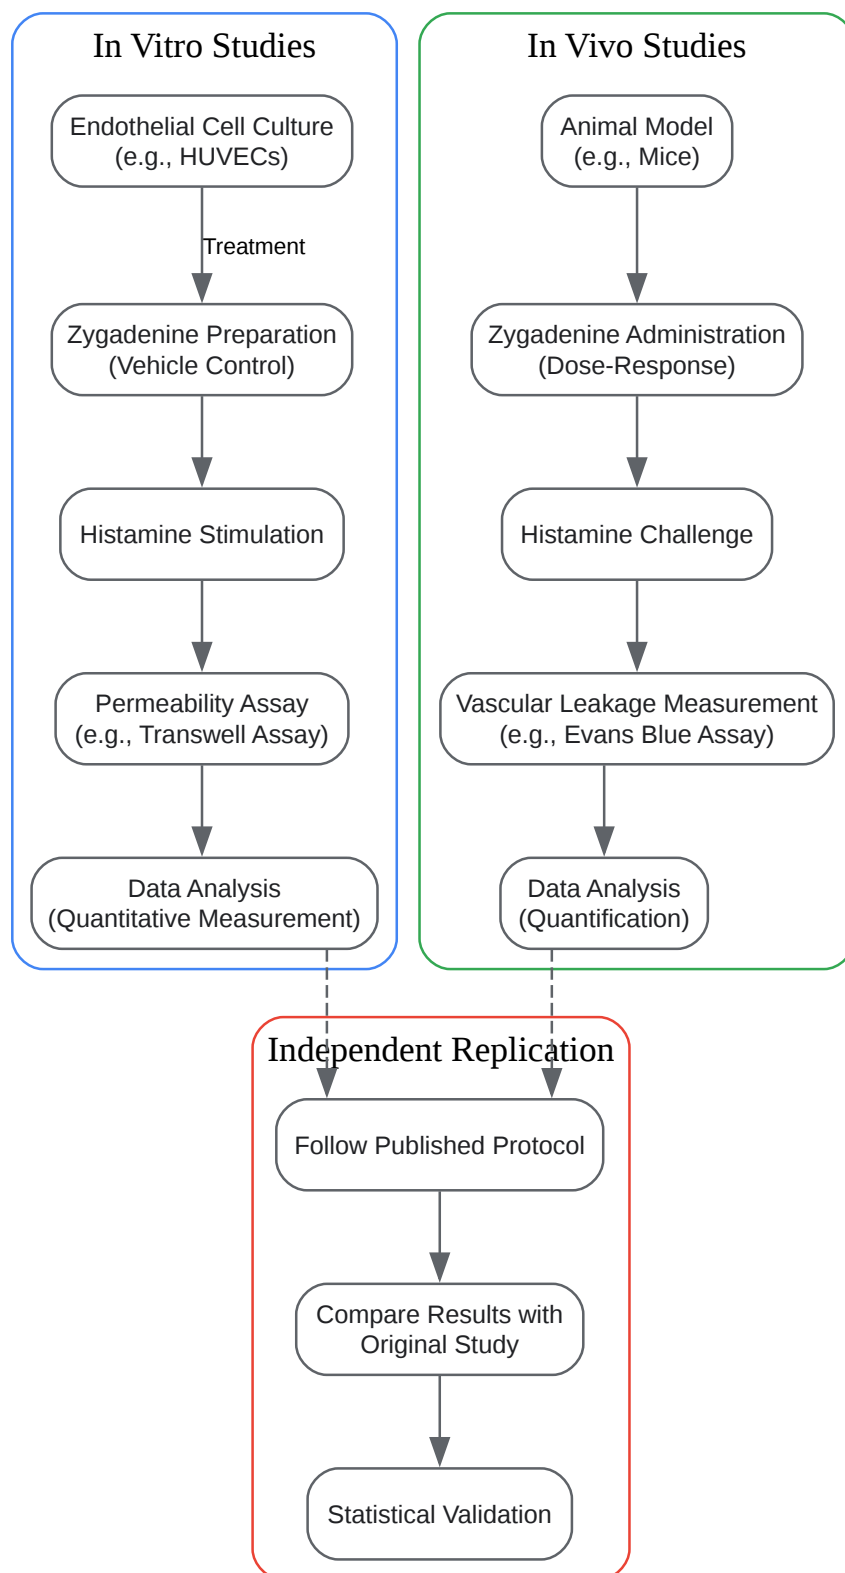 In Vitro Studies
Endothelial Cell Culture
(e.g., HUVECs)
Treatment
Zygadenine Preparation
(Vehicle Control)
Histamine Stimulation
Permeability Assay
(e.g., Transwell Assay)
Data Analysis
(Quantitative Measurement)
In Vivo Studies
Animal Model
(e.g., Mice)
Zygadenine Administration
(Dose-Response)
Histamine Challenge
Vascular Leakage Measurement
(e.g., Evans Blue Assay)
Data Analysis
(Quantification)
Independent Replication
Follow Published Protocol
Compare Results with
Original Study
Statistical Validation